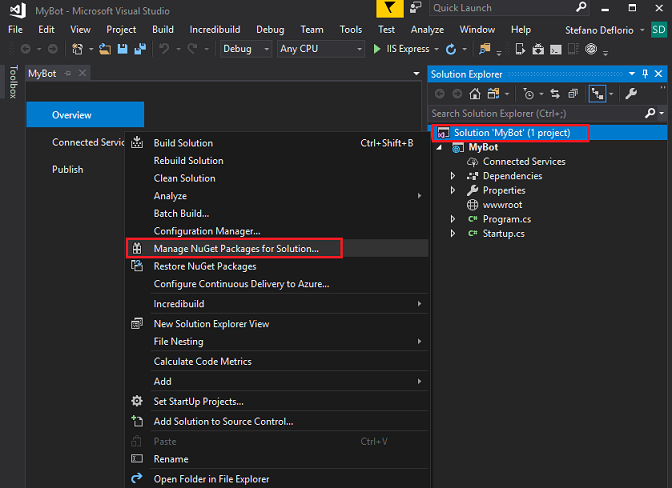 MyBot - Microsoft Visual Studio
Quick Launch
File Edit View Project Build Incredibuild Debug Team Tools Test Analyze Window Help Stefano Deflorio SD
Debug Any CPU IIS Express
Toolbox
MyBot
Overview
Connected Servic
Publish
Build Solution Ctrl+Shift+B
Rebuild Solution
Clean Solution
Analyze
Batch Build...
Configuration Manager...
Manage NuGet Packages for Solution...
Restore NuGet Packages
Configure Continuous Delivery to Azure...
Incredibuild
New Solution Explorer View
File Nesting
Calculate Code Metrics
Add
Set StartUp Projects...
Add Solution to Source Control...
Paste Ctrl+V
Rename
Open Folder in File Explorer
Solution Explorer
Search Solution Explorer (Ctrl+;)
Solution 'MyBot' (1 project)
MyBot
Connected Services
Dependencies
Properties
wwwroot
C# Program.cs
C# Startup.cs